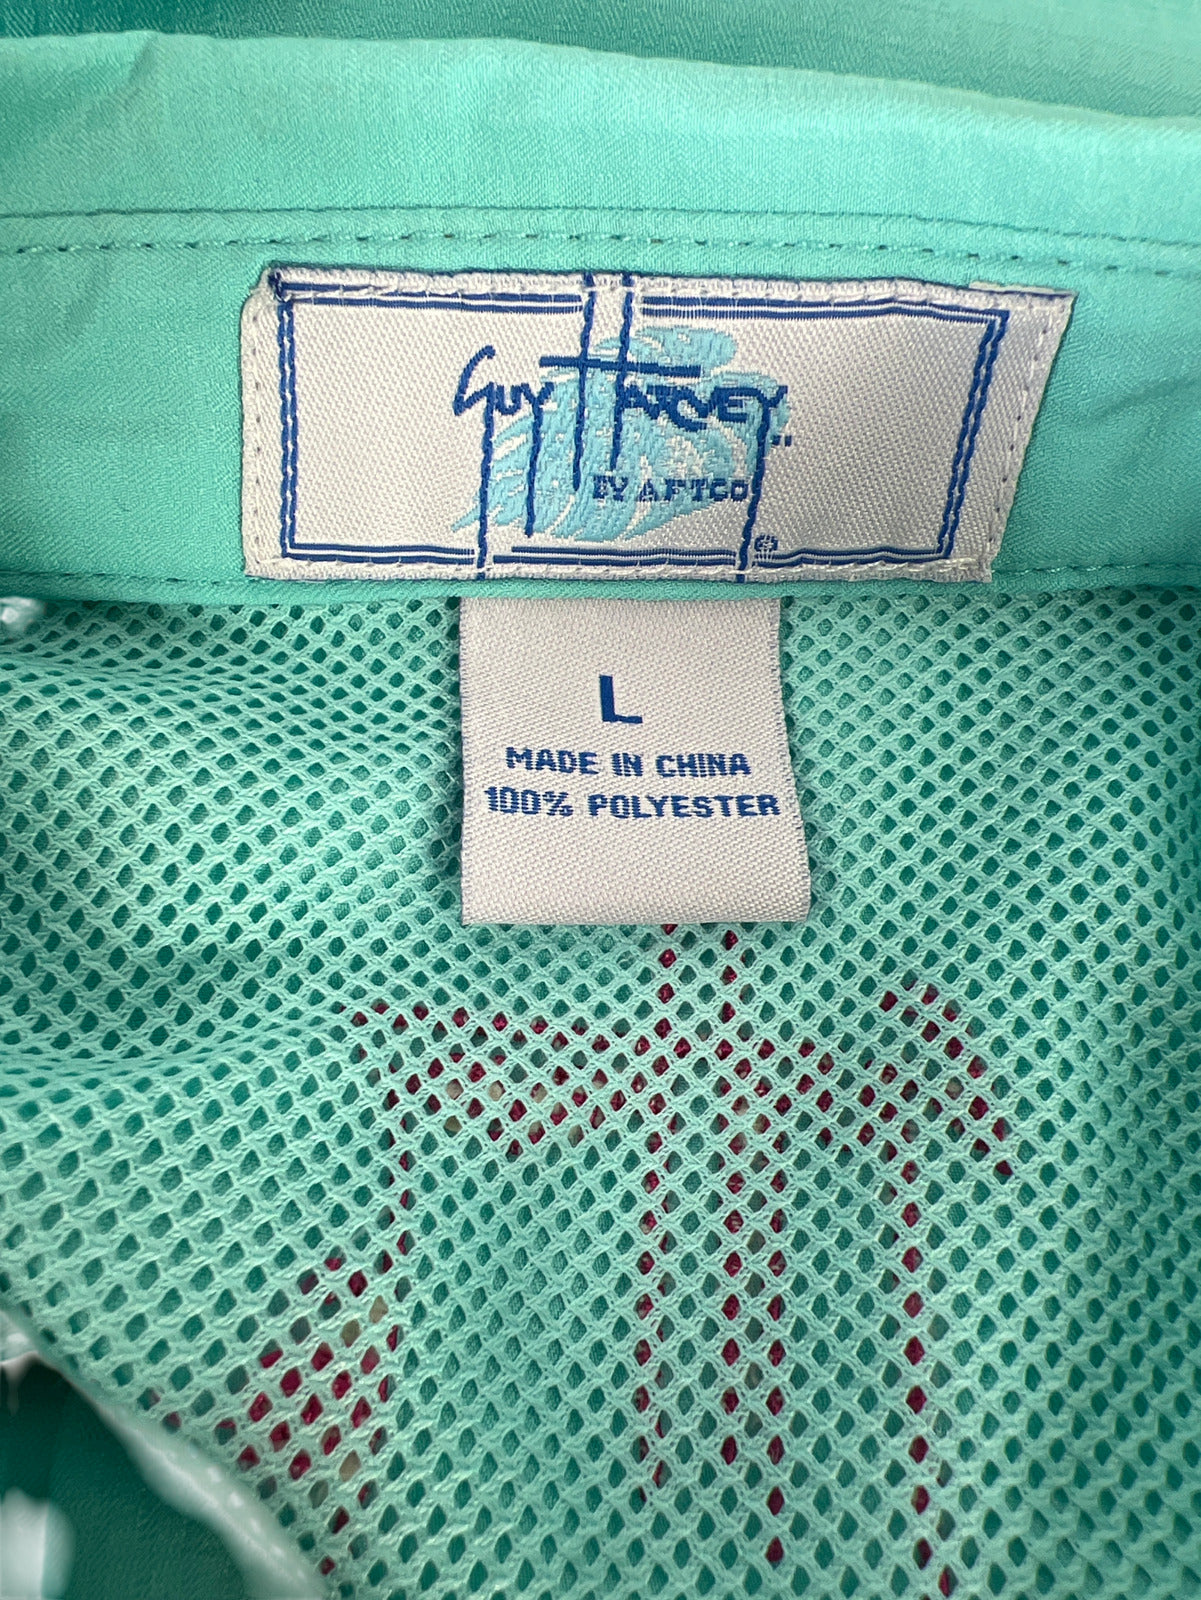 Guy Harvey
BY AFTCO
®
L
MADE IN CHINA
100% POLYESTER